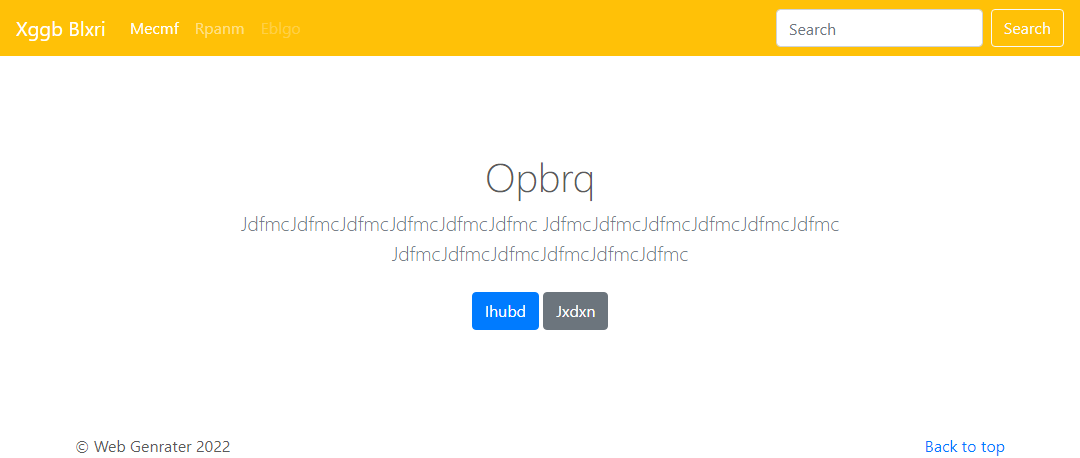 Xggb Blxri Mecmf Rpanm Eblgo Search Search
Opbrq
JdfmcJdfmcJdfmcJdfmcJdfmcJdfmc JdfmcJdfmcJdfmcJdfmcJdfmcJdfmc
JdfmcJdfmcJdfmcJdfmcJdfmcJdfmc
Ihubd Jxdxn
© Web Genrater 2022 Back to top